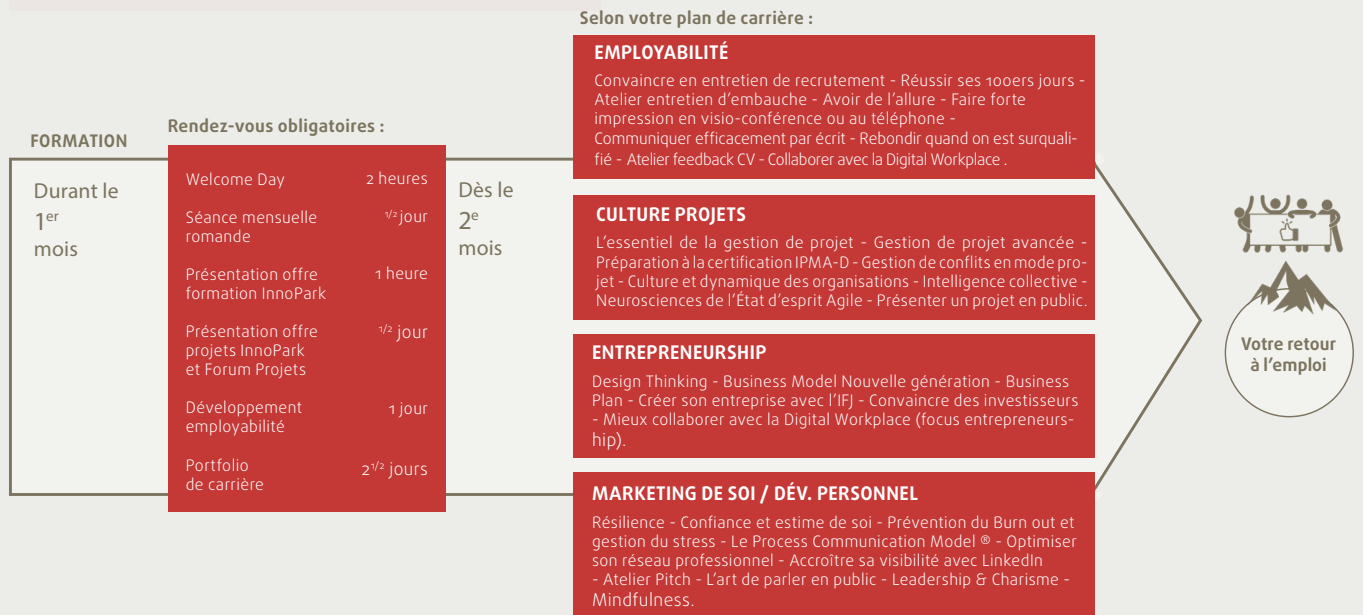 FORMATION
Durant le
1er
mois
Rendez-vous obligatoires :
Welcome Day 2 heures
Séance mensuelle 1/2 jour
romande
Présentation offre 1 heure
formation InnoPark
Présentation offre 1/2 jour
projets InnoPark
et Forum Projets
Développement 1 jour
employabilité
Portfolio 2 1/2 jours
de carrière
Dès le
2e
mois
Selon votre plan de carrière :
EMPLOYABILITÉ
Convaincre en entretien de recrutement - Réussir ses 100ers jours -
Atelier entretien d'embauche - Avoir de l'allure - Faire forte
impression en visio-conférence ou au téléphone -
Communiquer efficacement par écrit - Rebondir quand on est surquali-
fié - Atelier feedback CV - Collaborer avec la Digital Workplace .
CULTURE PROJETS
L'essentiel de la gestion de projet - Gestion de projet avancée -
Préparation à la certification IPMA-D - Gestion de conflits en mode pro-
jet - Culture et dynamique des organisations - Intelligence collective -
Neurosciences de l'État d'esprit Agile - Présenter un projet en public.
ENTREPRENEURSHIP
Design Thinking - Business Model Nouvelle génération - Business
Plan - Créer son entreprise avec l'IFJ - Convaincre des investisseurs
- Mieux collaborer avec la Digital Workplace (focus entrepreneurs-
hip).
MARKETING DE SOI / DÉV. PERSONNEL
Résilience - Confiance et estime de soi - Prévention du Burn out et
gestion du stress - Le Process Communication Model ® - Optimiser
son réseau professionnel - Accroître sa visibilité avec LinkedIn
- Atelier Pitch - L'art de parler en public - Leadership & Charisme -
Mindfulness.
Votre retour
à l'emploi